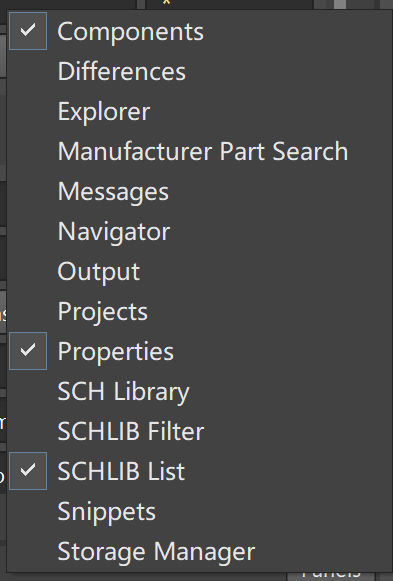 Components
Differences
Explorer
Manufacturer Part Search
Messages
Navigator
Output
Projects
Properties
SCH Library
SCHLIB Filter
SCHLIB List
Snippets
Storage Manager
Panels